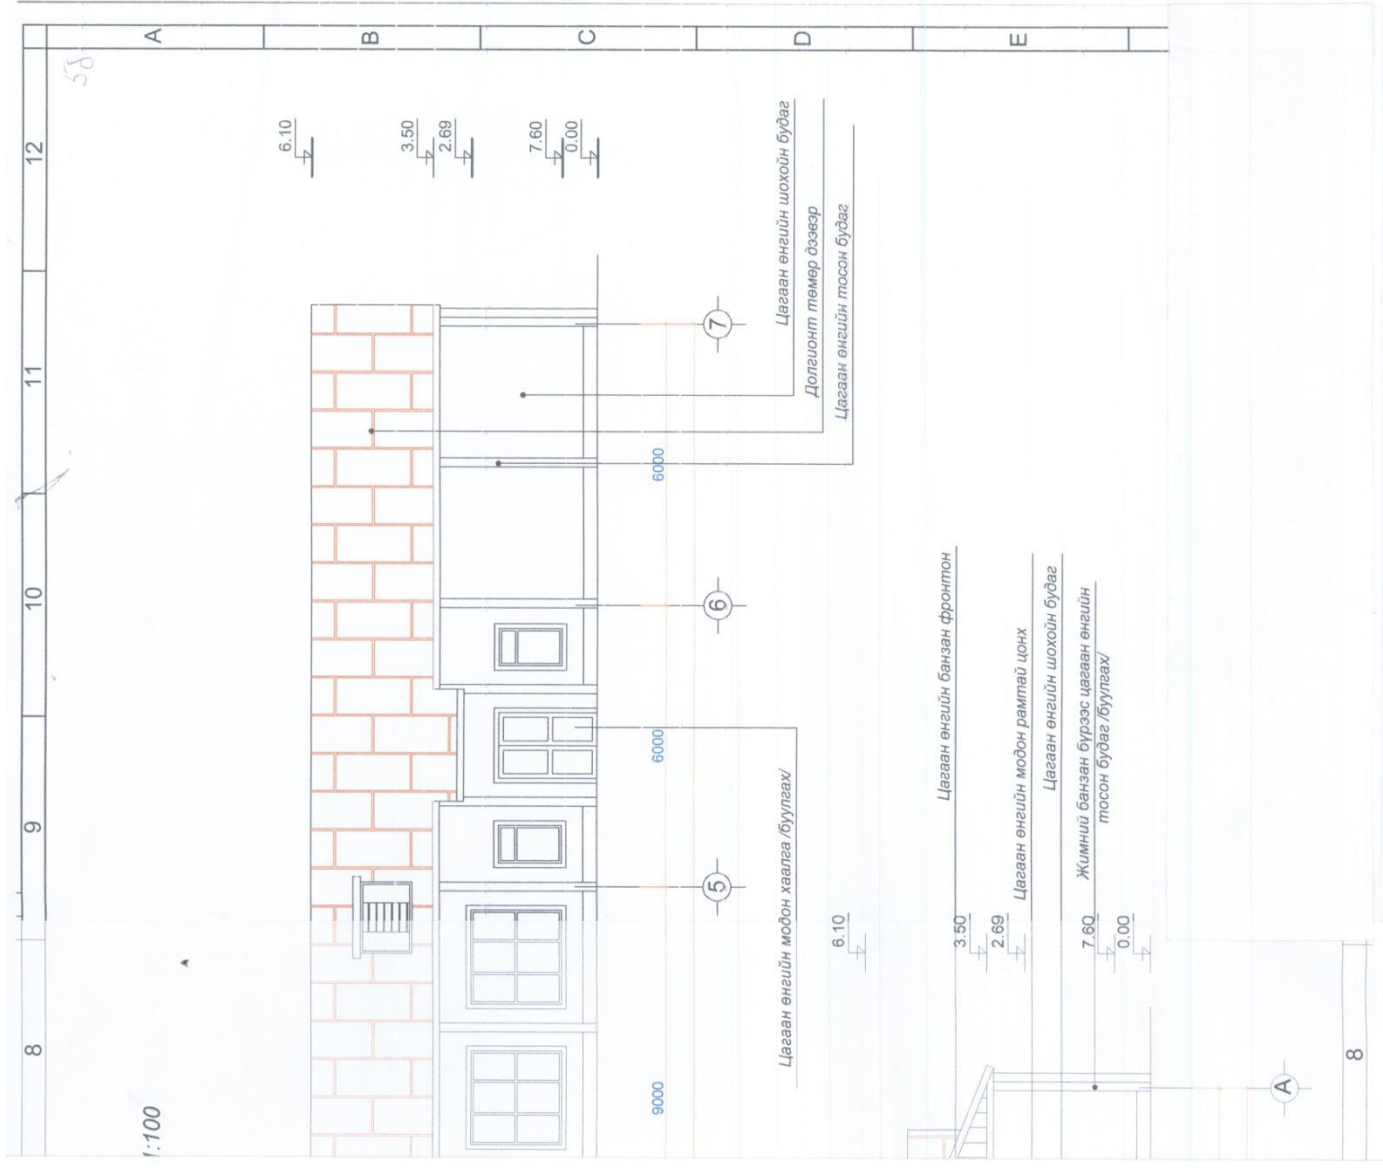 A
B
C
D
E
12
11
10
9
8
8
6.10
3.50
2.69
7.60
0.00
Цагаан өнгийн шохойн будаг
Долгионт төмөр дээвэр
Цагаан өнгийн тосон будаг
7
6
5
6000
6000
9000
Цагаан өнгийн модон хаалга /буулгах/
1:100
Цагаан өнгийн банзан фронтон
Цагаан өнгийн модон рамтай цонх
Цагаан өнгийн шохойн будаг
Жимний банзан бүрээс цагаан өнгийн
тосон будаг /буулгах/
6.10
3.50
2.69
7.60
0.00
A